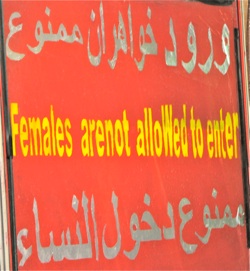 ورود خواهران ممنوع
Females arenot alloWed to enter
ممنوع دخول النساء